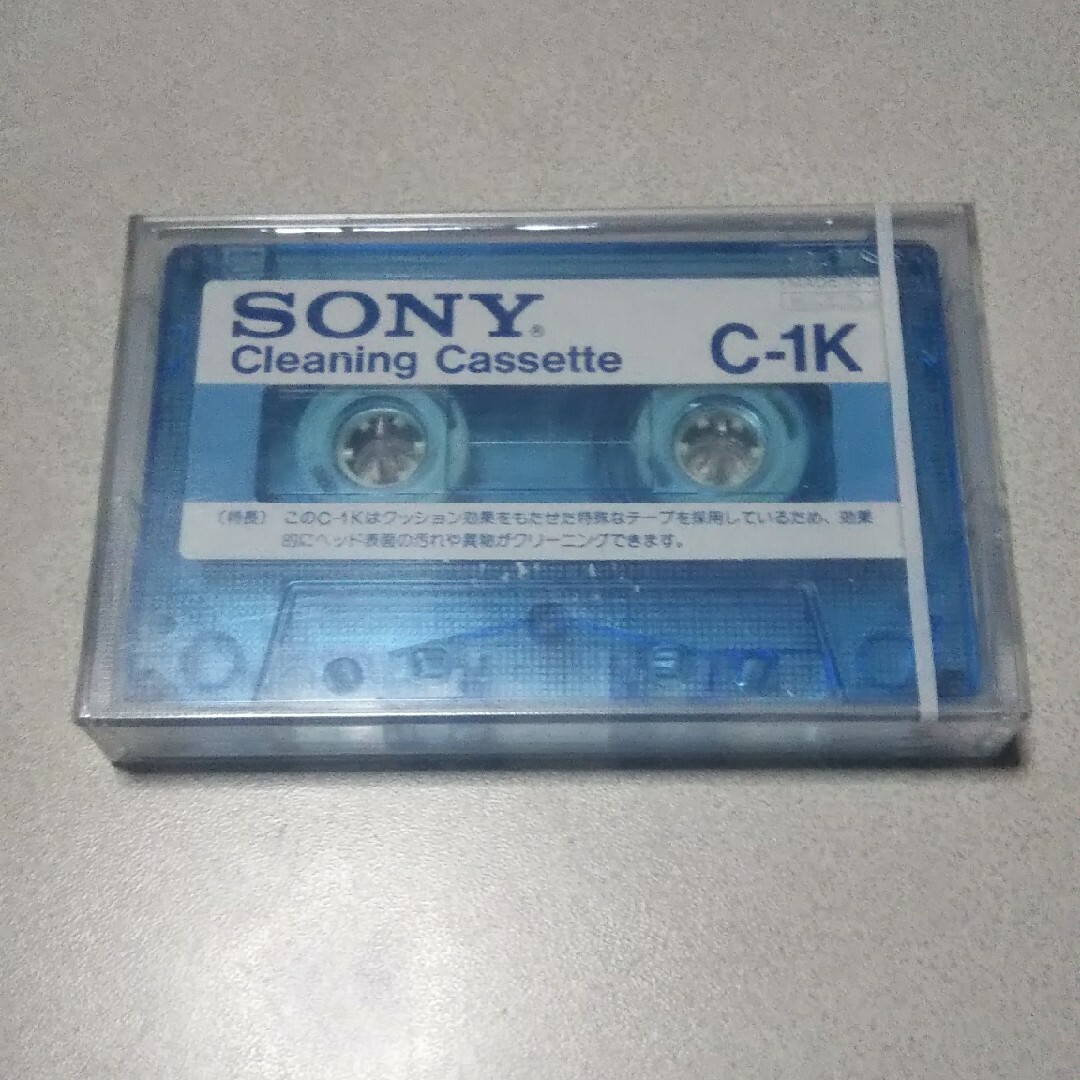 SONY®
Cleaning Cassette
C-1K
(特長) このC-1Kはクッション効果をもたせた特殊なテープを採用しているため、効果
的にヘッド表面の汚れや異物がクリーニングできます。